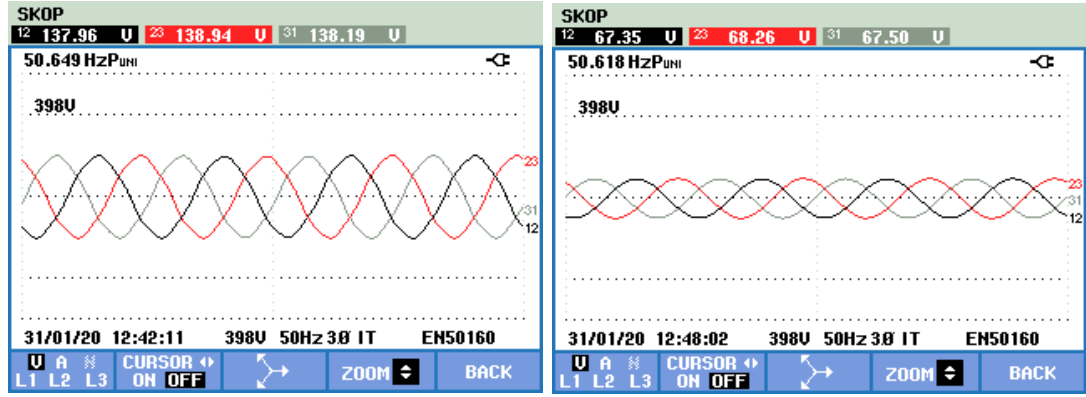 SKOP
12 137.96 V 23 138.94 V 31 138.19 V
50.649 HzPUNI
398V
23
31
12
31/01/20 12:42:11 398V 50Hz 3.Ø IT EN50160
V A CURSOR
L1 L2 L3 ON OFF ZOOM BACK
SKOP
12 67.35 V 23 68.26 V 31 67.50 V
50.618 HzPUNI
398V
23
31
12
31/01/20 12:48:02 398V 50Hz 3.Ø IT EN50160
V A CURSOR
L1 L2 L3 ON OFF ZOOM BACK